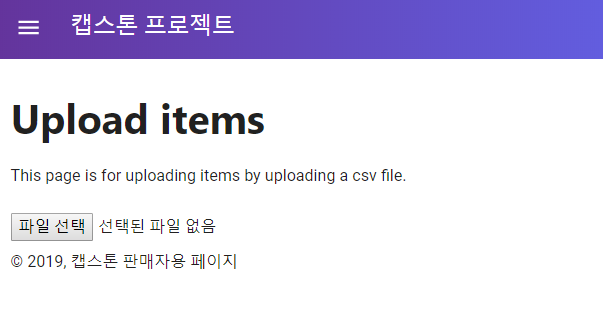 캡스톤 프로젝트
Upload items
This page is for uploading items by uploading a csv file.
파일 선택 선택된 파일 없음
© 2019, 캡스톤 판매자용 페이지